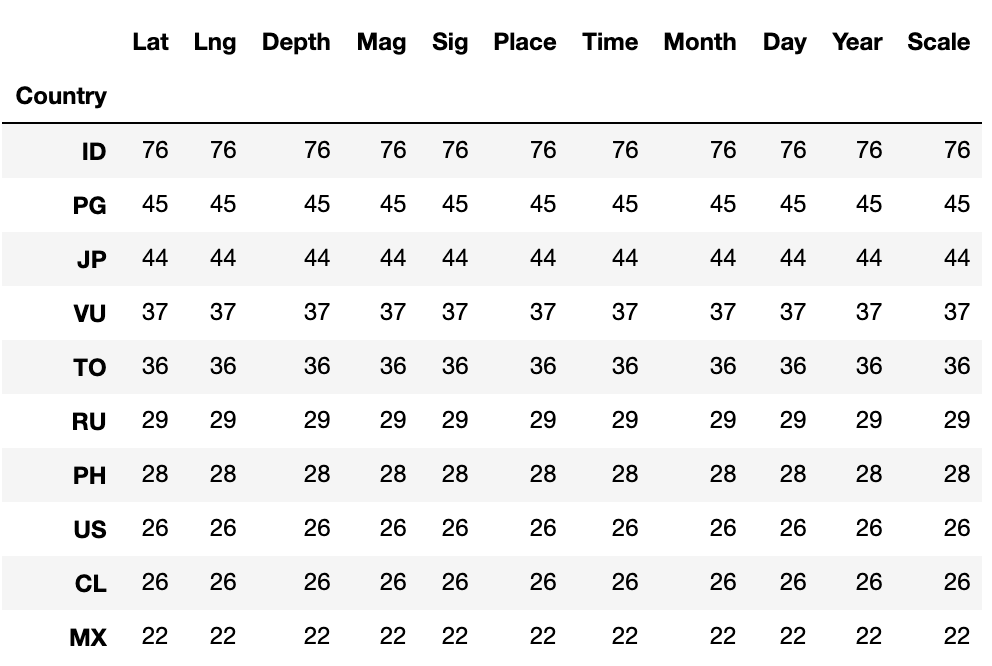 Lat Lng Depth Mag Sig Place Time Month Day Year Scale
Country
ID 76 76 76 76 76 76 76 76 76 76 76
PG 45 45 45 45 45 45 45 45 45 45 45
JP 44 44 44 44 44 44 44 44 44 44 44
VU 37 37 37 37 37 37 37 37 37 37 37
TO 36 36 36 36 36 36 36 36 36 36 36
RU 29 29 29 29 29 29 29 29 29 29 29
PH 28 28 28 28 28 28 28 28 28 28 28
US 26 26 26 26 26 26 26 26 26 26 26
CL 26 26 26 26 26 26 26 26 26 26 26
MX 22 22 22 22 22 22 22 22 22 22 22